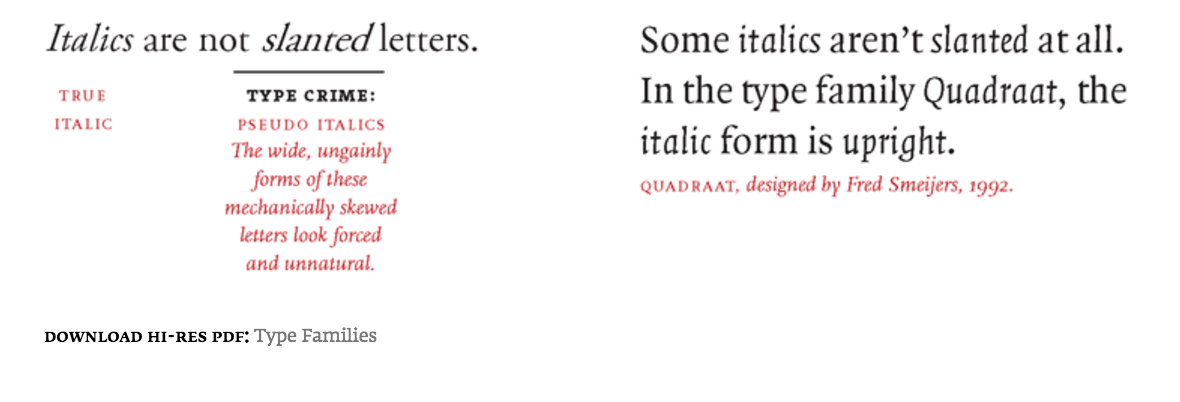 Italics are not slanted letters.
TRUE
ITALIC
TYPE CRIME:
PSEUDO ITALICS
The wide, ungainly
forms of these
mechanically skewed
letters look forced
and unnatural.
Some italics aren’t slanted at all.
In the type family Quadraat, the
italic form is upright.
QUADRAAT, designed by Fred Smeijers, 1992.
DOWNLOAD HI-RES PDF: Type Families